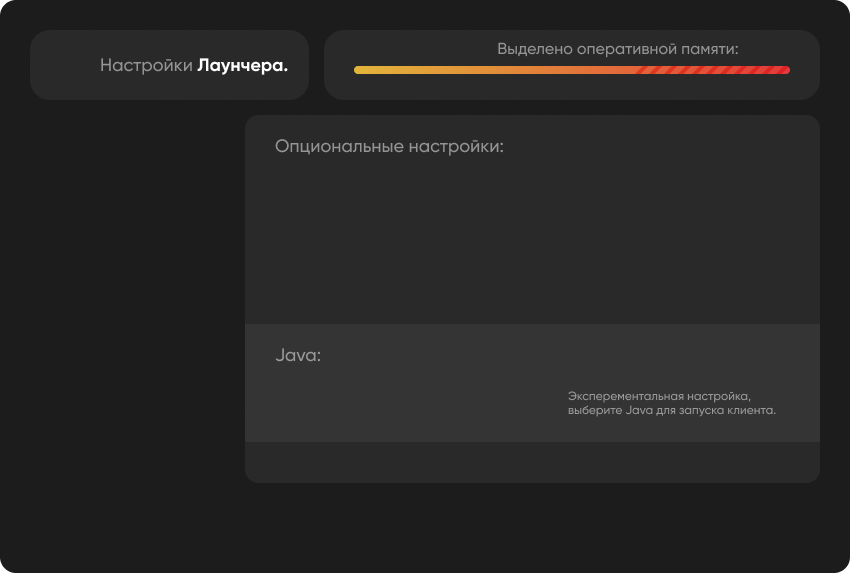 Настройки Лаунчера.
Выделено оперативной памяти:
Опциональные настройки:
Java:
Эксперементальная настройка,
выберите Java для запуска клиента.